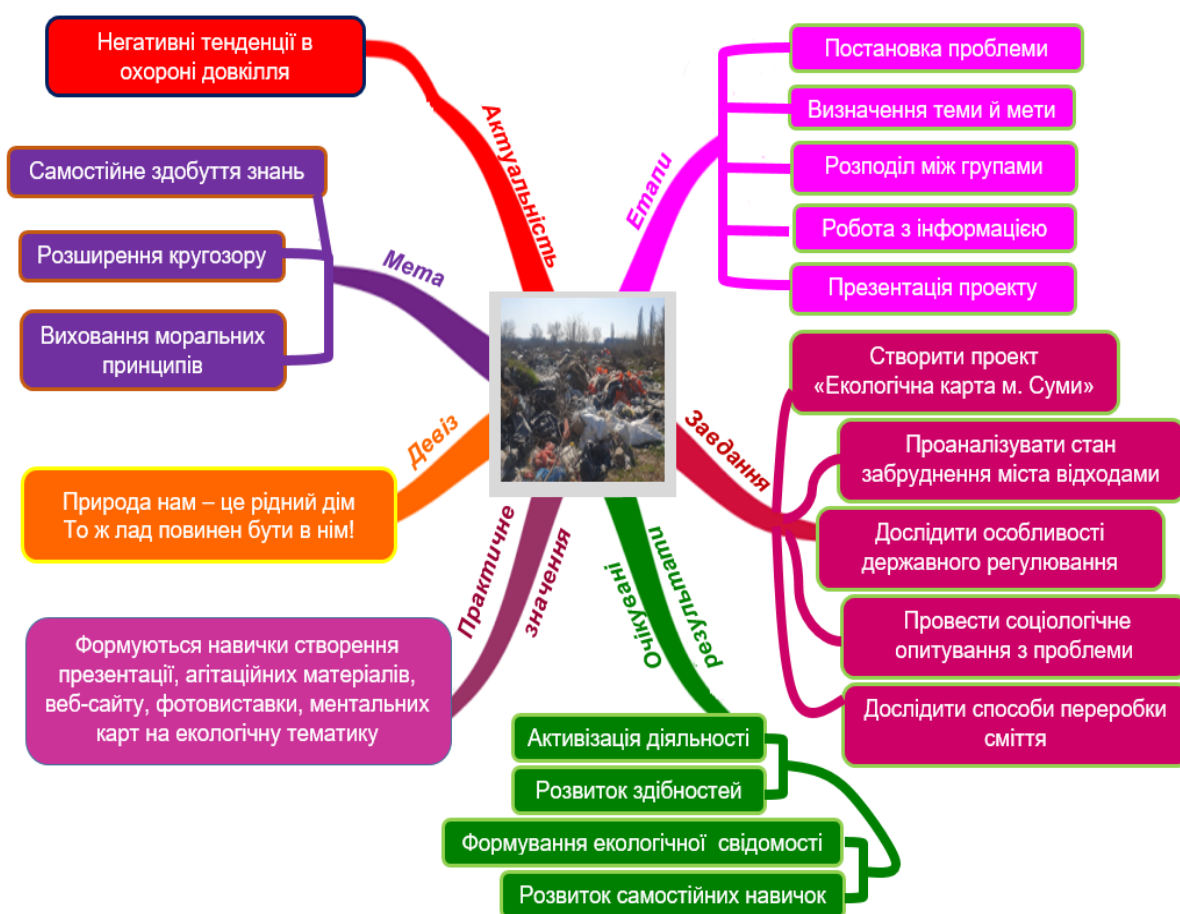 Негативні тенденції в
охороні довкілля
Актуальність
Самостійне здобуття знань
Розширення кругозору
Виховання моральних
принципів
Мета
Девіз
Природа нам – це рідний дім
То ж лад повинен бути в нім!
Практичне
значення
Формуються навички створення
презентації, агітаційних матеріалів,
веб-сайту, фотовиставки, ментальних
карт на екологічну тематику
Етапи
Постановка проблеми
Визначення теми й мети
Розподіл між групами
Робота з інформацією
Презентація проекту
Завдання
Створити проект
«Екологічна карта м. Суми»
Проаналізувати стан
забруднення міста відходами
Дослідити особливості
державного регулювання
Провести соціологічне
опитування з проблеми
Дослідити способи переробки
сміття
Очікувані
результати
Активізація діяльності
Розвиток здібностей
Формування екологічної свідомості
Розвиток самостійних навичок